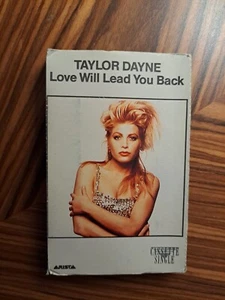 TAYLOR DAYNE
Love Will Lead You Back
CASSETTE
SINGLE
ARISTA